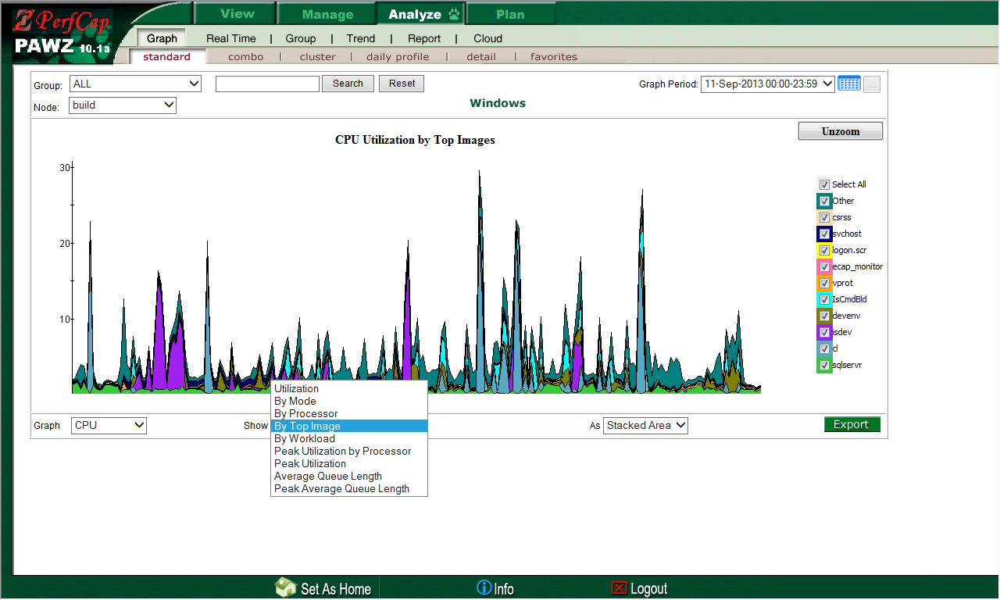 PerfCap
PAWZ 10.1a
View Manage Analyze Plan
Graph Real Time | Group | Trend | Report | Cloud
standard combo | cluster | daily profile | detail | favorites
Group: ALL Search Reset Graph Period: 11-Sep-2013 00:00-23:59 ...
Node: build
Windows
Unzoom
CPU Utilization by Top Images
30
20
10
Select All
Other
csrss
svchost
logon.scr
ecap_monitor
vprot
IsCmdBld
devenv
isdev
cl
sqlservr
Graph CPU Show As Stacked Area Export
Utilization
By Mode
By Processor
By Top Image
By Workload
Peak Utilization by Processor
Peak Utilization
Average Queue Length
Peak Average Queue Length
Set As Home Info Logout